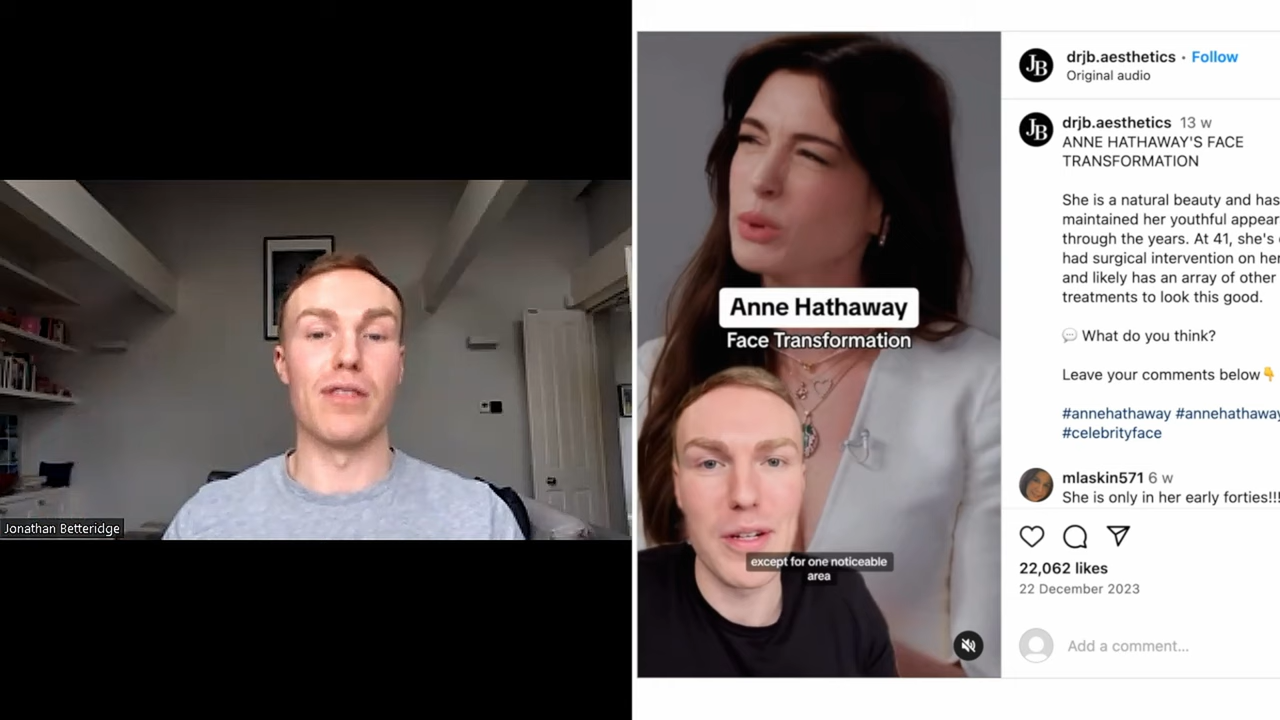 Jonathan Betteridge
Anne Hathaway
Face Transformation
except for one noticeable
area
JB
drjb.aesthetics • Follow
Original audio
JB
drjb.aesthetics 13 w
ANNE HATHAWAY'S FACE
TRANSFORMATION
She is a natural beauty and has
maintained her youthful appear
through the years. At 41, she's
had surgical intervention on her
and likely has an array of other
treatments to look this good.
💬 What do you think?
Leave your comments below👇
#annehathaway #annehathaway
#celebrityface
mlaskin571 6 w
She is only in her early forties!!!
22,062 likes
22 December 2023
Add a comment...